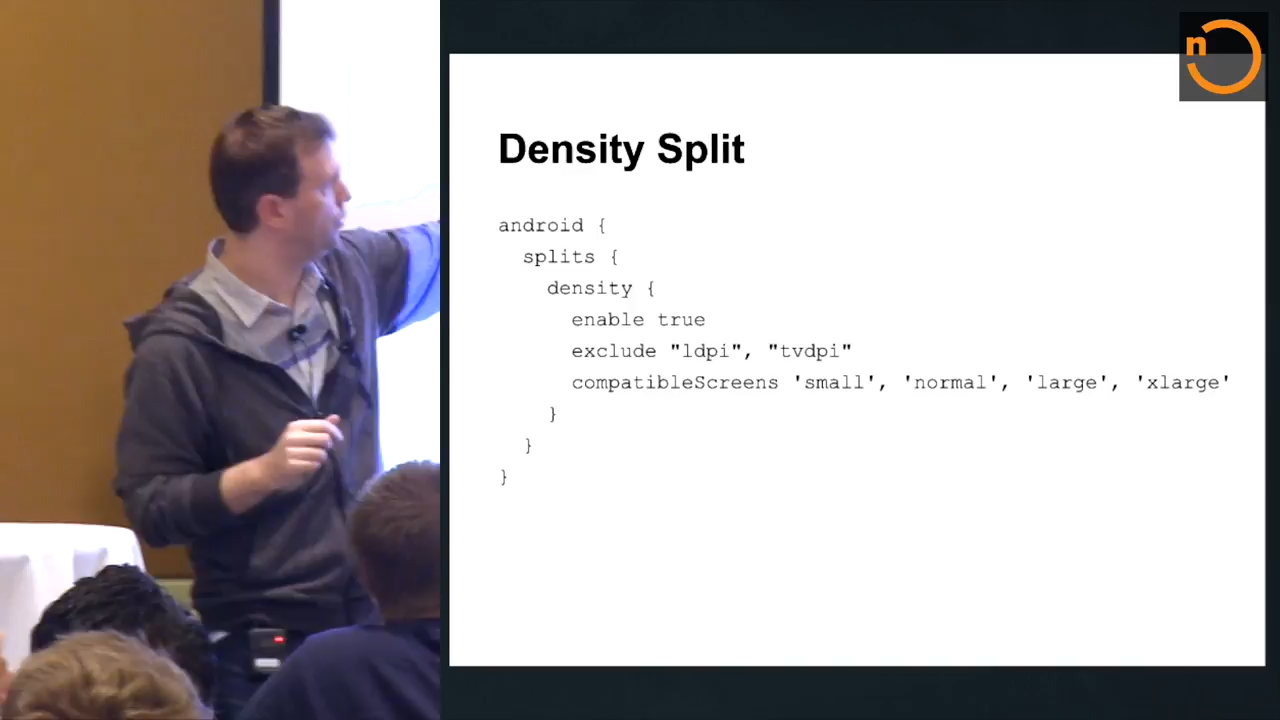 n
Density Split
android {
splits {
density {
enable true
exclude "ldpi", "tvdpi"
compatibleScreens 'small', 'normal', 'large', 'xlarge'
}
}
}